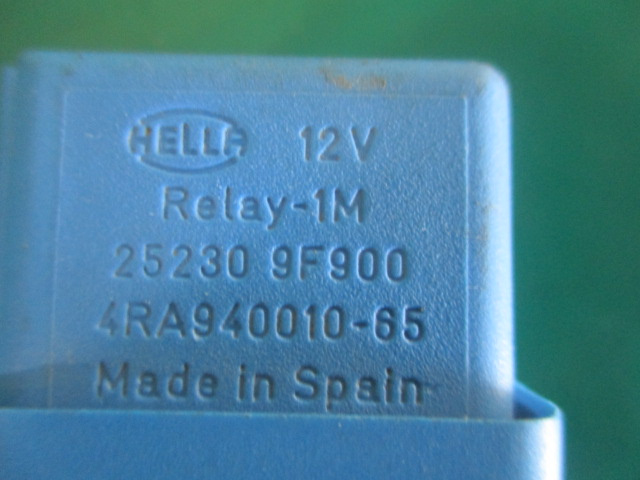 HELLA 12V
Relay-1M
25230 9F900
4RA940010-65
Made in Spain